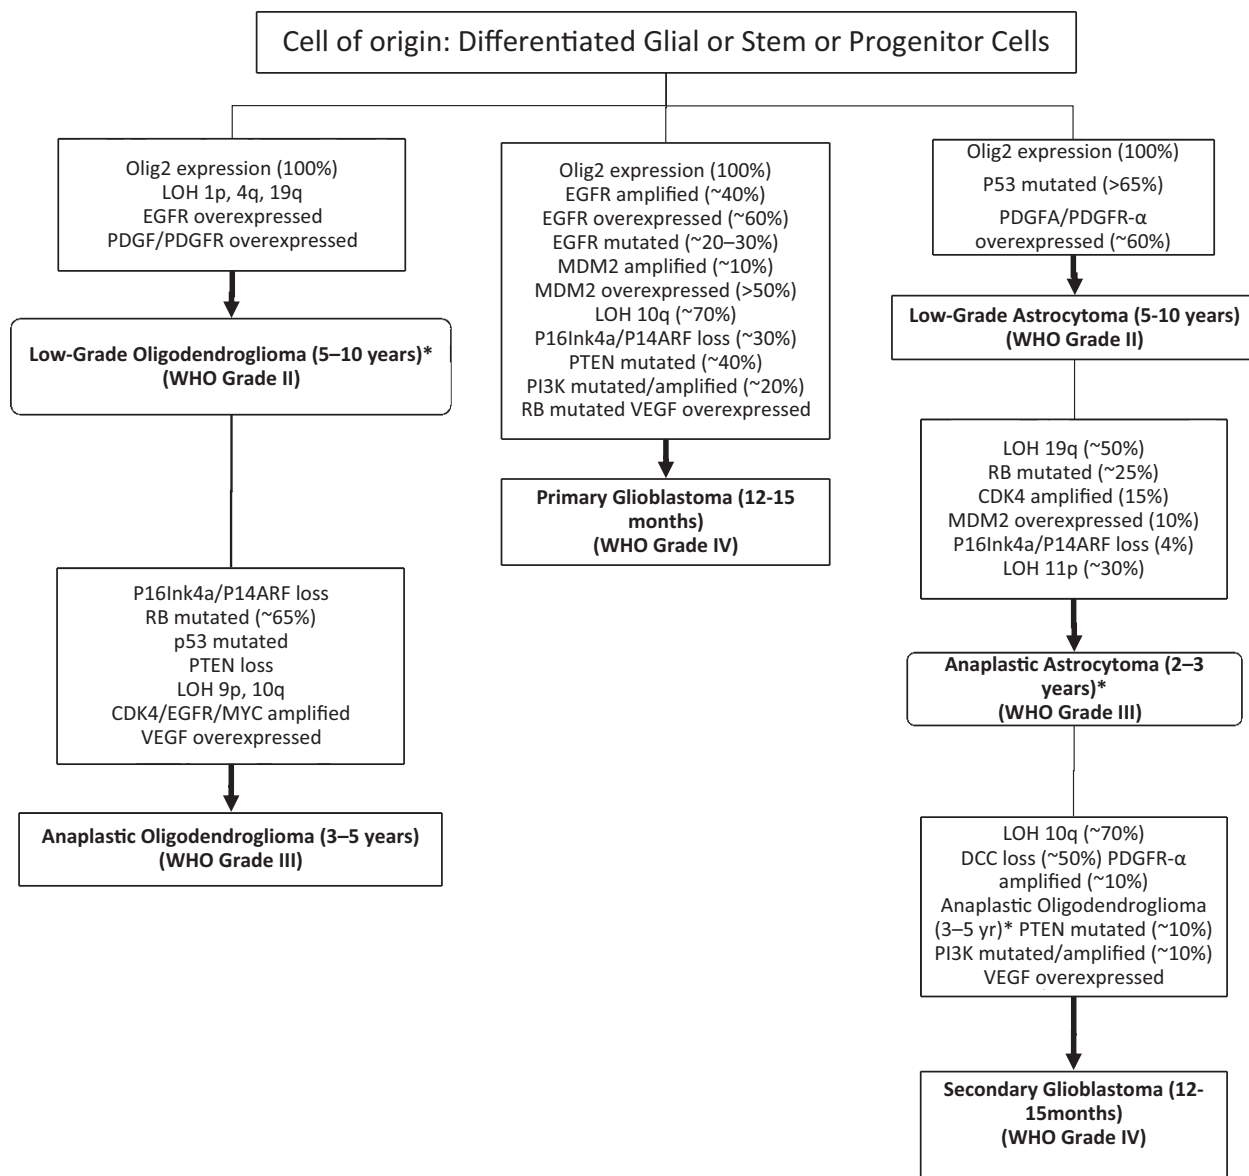 Cell of origin: Differentiated Glial or Stem or Progenitor Cells
Olig2 expression (100%)
LOH 1p, 4q, 19q
EGFR overexpressed
PDGF/PDGFR overexpressed
Low-Grade Oligodendroglioma (5–10 years)*
(WHO Grade II)
P16Ink4a/P14ARF loss
RB mutated (~65%)
p53 mutated
PTEN loss
LOH 9p, 10q
CDK4/EGFR/MYC amplified
VEGF overexpressed
Anaplastic Oligodendroglioma (3–5 years)
(WHO Grade III)
Olig2 expression (100%)
EGFR amplified (~40%)
EGFR overexpressed (~60%)
EGFR mutated (~20–30%)
MDM2 amplified (~10%)
MDM2 overexpressed (>50%)
LOH 10q (~70%)
P16Ink4a/P14ARF loss (~30%)
PTEN mutated (~40%)
PI3K mutated/amplified (~20%)
RB mutated VEGF overexpressed
Primary Glioblastoma (12-15
months)
(WHO Grade IV)
Olig2 expression (100%)
P53 mutated (>65%)
PDGFA/PDGFR-α
overexpressed (~60%)
Low-Grade Astrocytoma (5-10 years)
(WHO Grade II)
LOH 19q (~50%)
RB mutated (~25%)
CDK4 amplified (15%)
MDM2 overexpressed (10%)
P16Ink4a/P14ARF loss (4%)
LOH 11p (~30%)
Anaplastic Astrocytoma (2–3
years)*
(WHO Grade III)
LOH 10q (~70%)
DCC loss (~50%) PDGFR-α
amplified (~10%)
Anaplastic Oligodendroglioma
(3–5 yr)* PTEN mutated (~10%)
PI3K mutated/amplified (~10%)
VEGF overexpressed
Secondary Glioblastoma (12-
15months)
(WHO Grade IV)